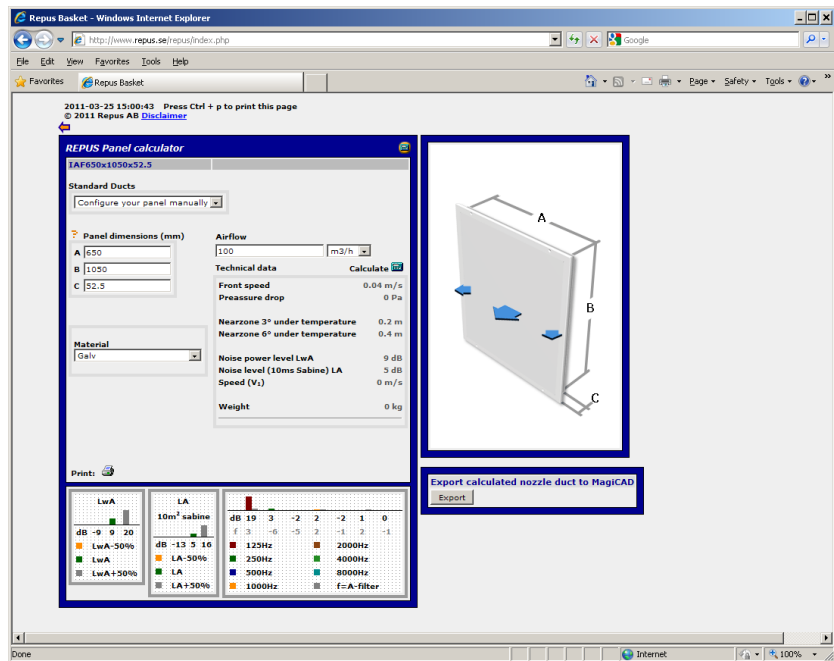 Repus Basket - Windows Internet Explorer
http://www.repus.se/repus/index.php
Google
File Edit View Favorites Tools Help
Favorites Repus Basket Page Safety Tools
2011-03-25 15:00:43 Press Ctrl + p to print this page
© 2011 Repus AB Disclaimer
REPUS Panel calculator
IAF650x1050x52.5
Standard Ducts
Configure your panel manually
? Panel dimensions (mm)
A 650
B 1050
C 52.5
Material
Galv
Airflow
100 m3/h
Technical data Calculate
Front speed 0.04 m/s
Preassure drop 0 Pa
Nearzone 3° under temperature 0.2 m
Nearzone 6° under temperature 0.4 m
Noise power level LwA 9 dB
Noise level (10ms Sabine) LA 5 dB
Speed (V₁) 0 m/s
Weight 0 kg
Print:
A
B
C
Export calculated nozzle duct to MagiCAD
Export
LwA
dB -9 9 20
LwA-50%
LwA
LwA+50%
LA
10m² sabine
dB -13 5 16
LA-50%
LA
LA+50%
dB 19 3 -2 2 -2 1 0
f 3 -6 -5 2 -1 2 -1
125Hz 2000Hz
250Hz 4000Hz
500Hz 8000Hz
1000Hz f=A-filter
Done Internet 100%